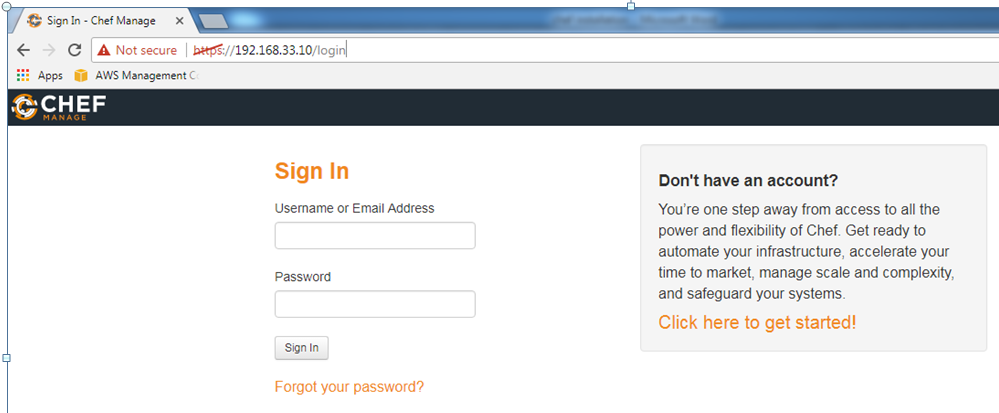 Sign In - Chef Manage
Not secure https://192.168.33.10/login
Apps AWS Management
CHEF
MANAGE
Sign In
Username or Email Address
Password
Sign In
Forgot your password?
Don't have an account?
You're one step away from access to all the
power and flexibility of Chef. Get ready to
automate your infrastructure, accelerate your
time to market, manage scale and complexity,
and safeguard your systems.
Click here to get started!